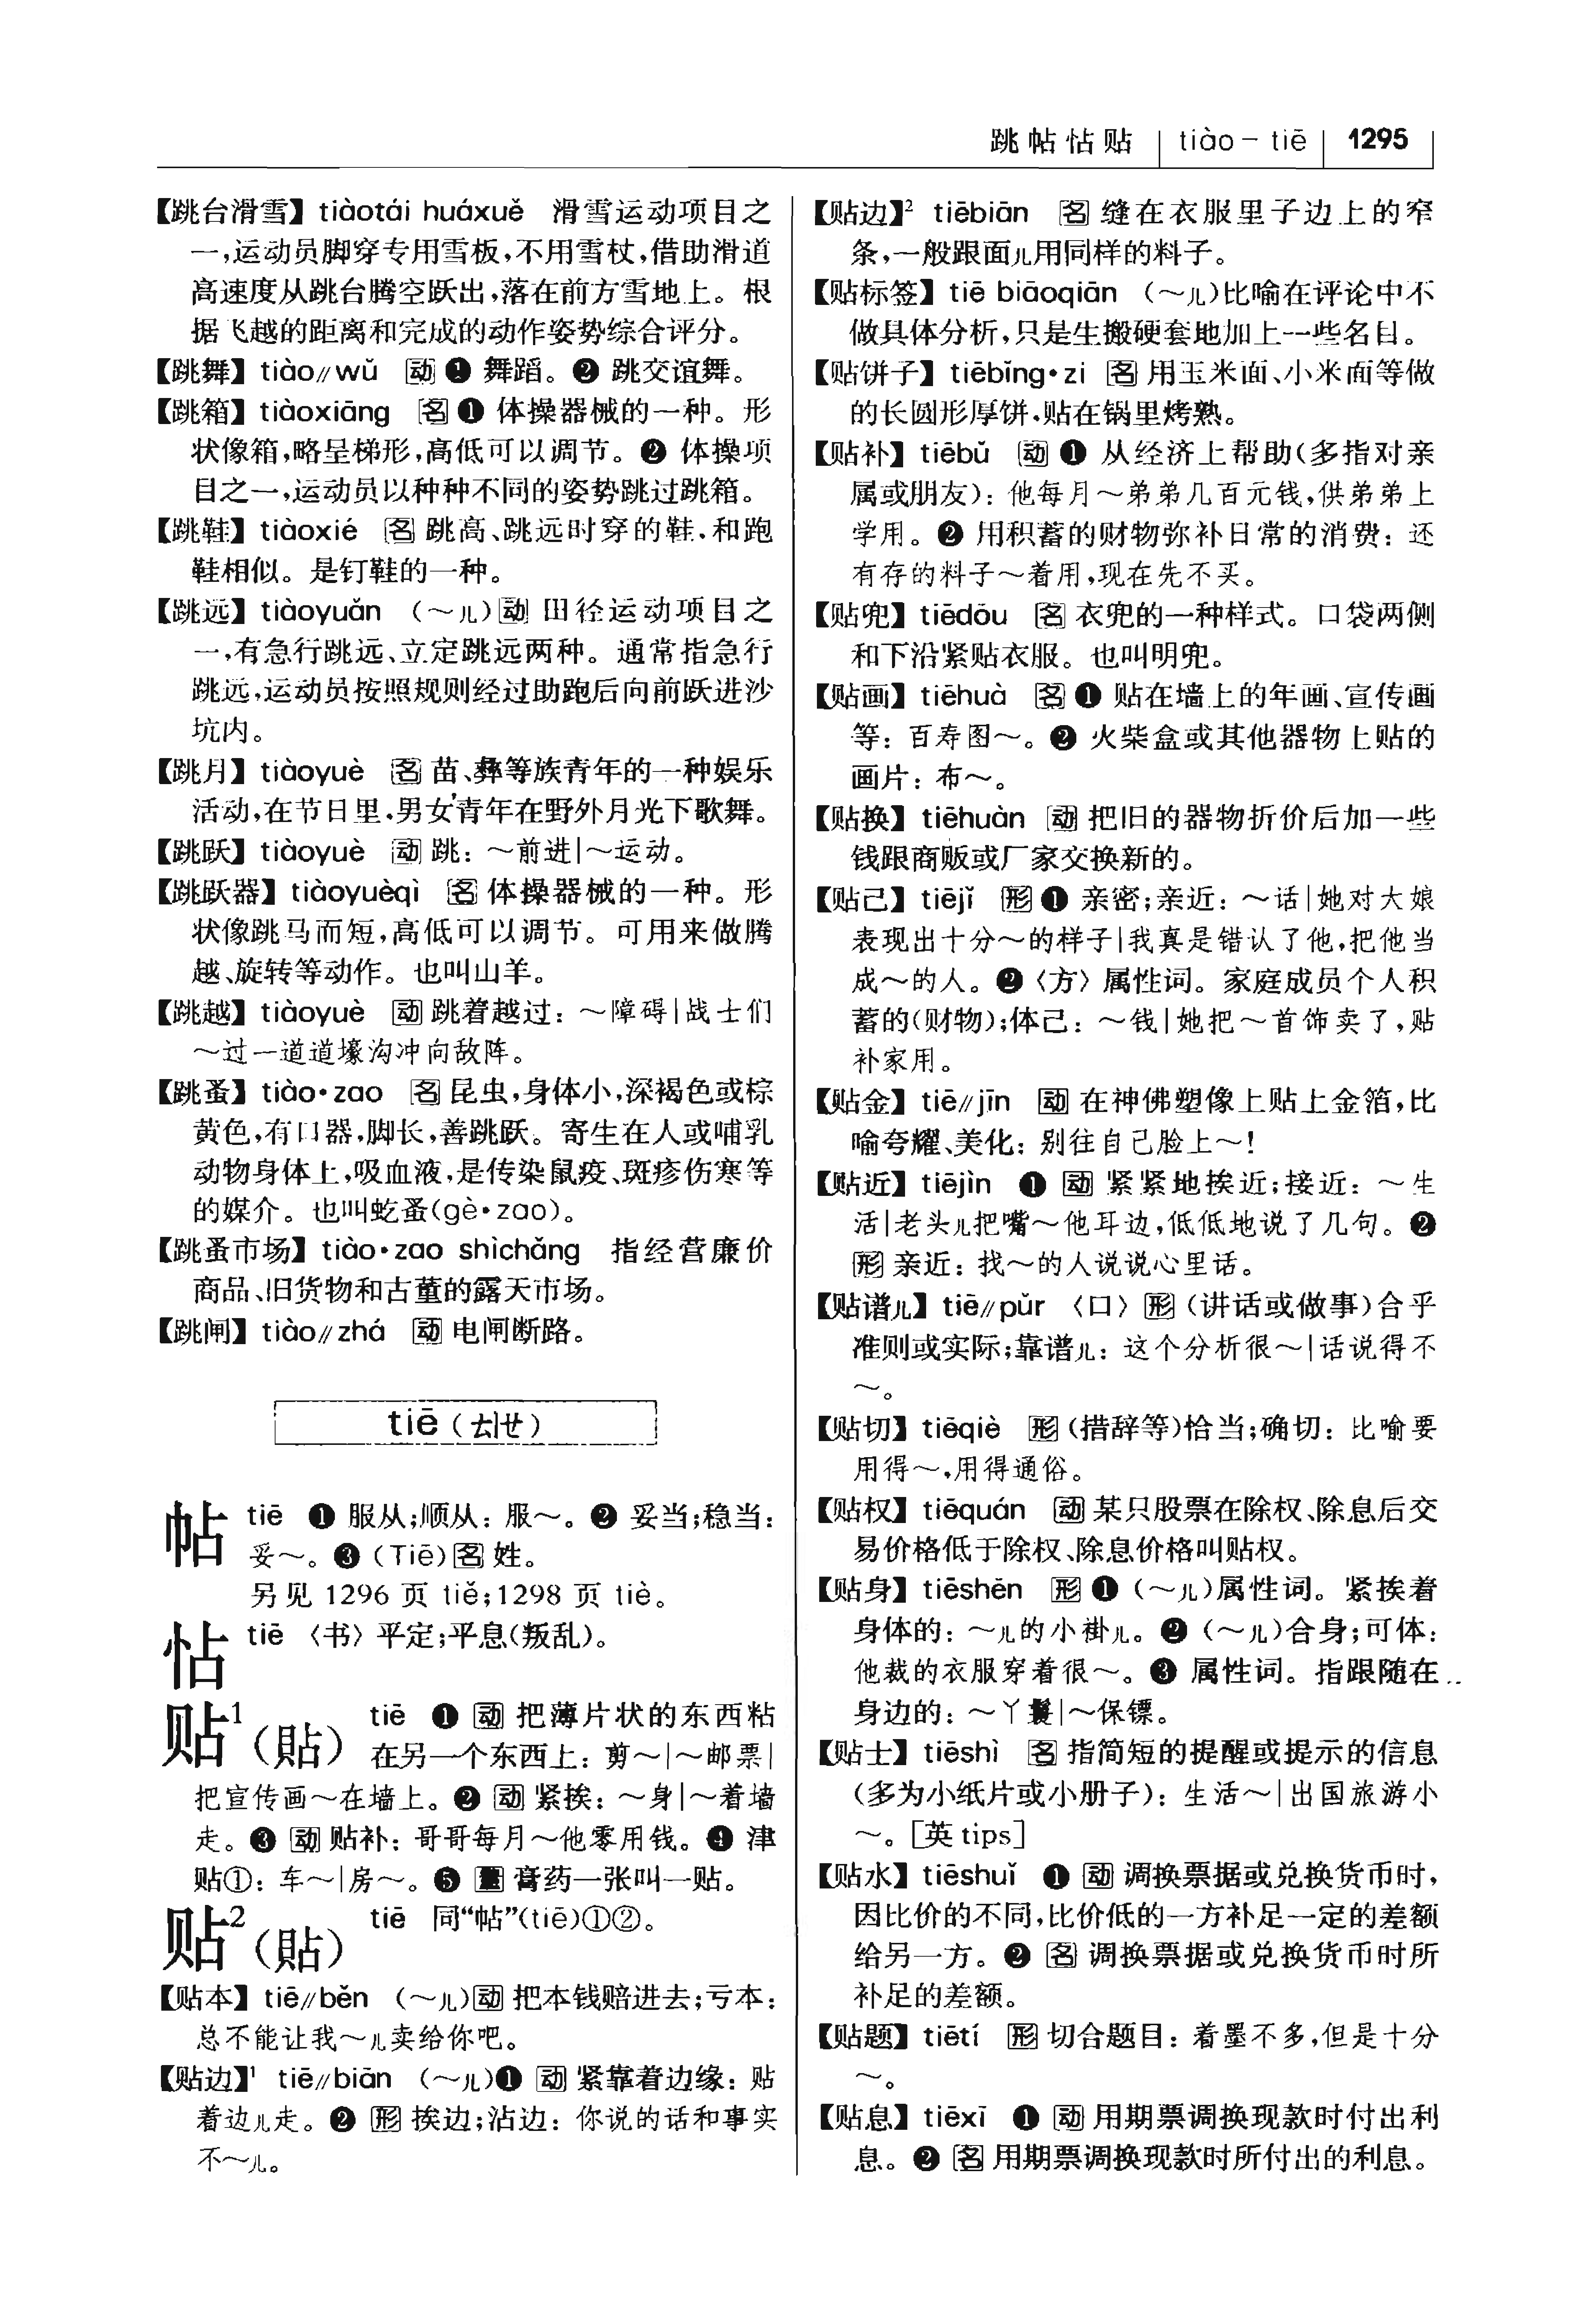 跳帖怗贴 tiào－tiē 1295
【跳台滑雪】tiàotái huáxuě 滑雪运动项目之
一,运动员脚穿专用雪板,不用雪杖,借助滑道
高速度从跳台腾空跃出,落在前方雪地上。根
据飞越的距离和完成的动作姿势综合评分。
【跳舞】tiào∥wǔ 动❶ 舞蹈。❷ 跳交谊舞。
【跳箱】tiàoxiāng 名❶ 体操器械的一种。形
状像箱,略呈梯形,高低可以调节。❷ 体操项
目之一,运动员以种种不同的姿势跳过跳箱。
【跳鞋】tiàoxié 名 跳高、跳远时穿的鞋,和跑
鞋相似。是钉鞋的一种。
【跳远】tiàoyuǎn （～儿）动 田径运动项目之
一,有急行跳远、立定跳远两种。通常指急行
跳远,运动员按照规则经过助跑后向前跃进沙
坑内。
【跳月】tiàoyuè 名 苗、彝等族青年的一种娱乐
活动,在节日里,男女青年在野外月光下歌舞。
【跳跃】tiàoyuè 动 跳：～前进|～运动。
【跳跃器】tiàoyuèqì 名 体操器械的一种。形
状像跳马而短,高低可以调节。可用来做腾
越、旋转等动作。也叫山羊。
【跳越】tiàoyuè 动 跳着越过：～障碍|战士们
～过一道道壕沟冲向敌阵。
【跳蚤】tiào·zao 名 昆虫,身体小,深褐色或棕
黄色,有口器,脚长,善跳跃。寄生在人或哺乳
动物身体上,吸血液,是传染鼠疫、斑疹伤寒等
的媒介。也叫虼蚤(gè·zao)。
【跳蚤市场】tiào·zao shìchǎng 指经营廉价
商品、旧货物和古董的露天市场。
【跳闸】tiào∥zhá 动 电闸断路。
tiē（ㄊㄧㄝ）
帖 tiē ❶ 服从;顺从：服～。❷ 妥当;稳当：
妥～。❸ (Tiē)名 姓。
另见 1296 页 tiě;1298 页 tiè。
怗 tiē 〈书〉平定;平息(叛乱)。
贴¹（貼） tiē ❶ 动 把薄片状的东西粘
在另一个东西上：剪～|～邮票|
把宣传画～在墙上。❷ 动 紧挨：～身|～着墙
走。❸ 动 贴补：哥哥每月～他零用钱。❹ 津
贴①：车～|房～。❺ 量 膏药一张叫一贴。
贴²（貼） tiē 同“帖”(tiē)①②。
【贴本】tiē∥běn （～儿)动 把本钱赔进去;亏本：
总不能让我～儿卖给你吧。
【贴边】¹ tiē∥biān （～儿)❶ 动 紧靠着边缘：贴
着边儿走。❷ 形 挨边;沾边：你说的话和事实
不～儿。
【贴边】² tiēbiān 名 缝在衣服里子边上的窄
条,一般跟面儿用同样的料子。
【贴标签】tiē biāoqiān （～儿)比喻在评论中不
做具体分析,只是生搬硬套地加上一些名目。
【贴饼子】tiēbǐng·zi 名 用玉米面、小米面等做
的长圆形厚饼,贴在锅里烤熟。
【贴补】tiēbǔ 动❶ 从经济上帮助(多指对亲
属或朋友)：他每月～弟弟几百元钱,供弟弟上
学用。❷ 用积蓄的财物弥补日常的消费：还
有存的料子～着用,现在先不买。
【贴兜】tiēdōu 名 衣兜的一种样式。口袋两侧
和下沿紧贴衣服。也叫明兜。
【贴画】tiēhuà 名❶ 贴在墙上的年画、宣传画
等：百寿图～。❷ 火柴盒或其他器物上贴的
画片：布～。
【贴换】tiēhuàn 动 把旧的器物折价后加一些
钱跟商贩或厂家交换新的。
【贴己】tiējǐ 形❶ 亲密;亲近：～话|她对大娘
表现出十分～的样子|我真是错认了他,把他当
成～的人。❷〈方〉属性词。家庭成员个人积
蓄的(财物);体己：～钱|她把～首饰卖了,贴
补家用。
【贴金】tiē∥jīn 动 在神佛塑像上贴上金箔,比
喻夸耀、美化：别往自己脸上～!
【贴近】tiējìn ❶ 动 紧紧地挨近;接近：～生
活|老头儿把嘴～他耳边,低低地说了几句。❷
形 亲近：找～的人说说心里话。
【贴谱儿】tiē∥pǔr 〈口〉形 (讲话或做事)合乎
准则或实际;靠谱儿：这个分析很～|话说得不
～。
【贴切】tiēqiè 形 (措辞等)恰当;确切：比喻要
用得～,用得通俗。
【贴权】tiēquán 动 某只股票在除权、除息后交
易价格低于除权、除息价格叫贴权。
【贴身】tiēshēn 形❶ （～儿)属性词。紧挨着
身体的：～儿的小褂儿。❷（～儿)合身;可体：
他裁的衣服穿着很～。❸ 属性词。指跟随在
身边的：～丫鬟|～保镖。
【贴士】tiēshì 名 指简短的提醒或提示的信息
(多为小纸片或小册子)：生活～|出国旅游小
～。[英 tips]
【贴水】tiēshuǐ ❶ 动 调换票据或兑换货币时,
因比价的不同,比价低的一方补足一定的差额
给另一方。❷ 名 调换票据或兑换货币时所
补足的差额。
【贴题】tiētí 形 切合题目：着墨不多,但是十分
～。
【贴息】tiēxī ❶ 动 用期票调换现款时付出利
息。❷ 名 用期票调换现款时所付出的利息。